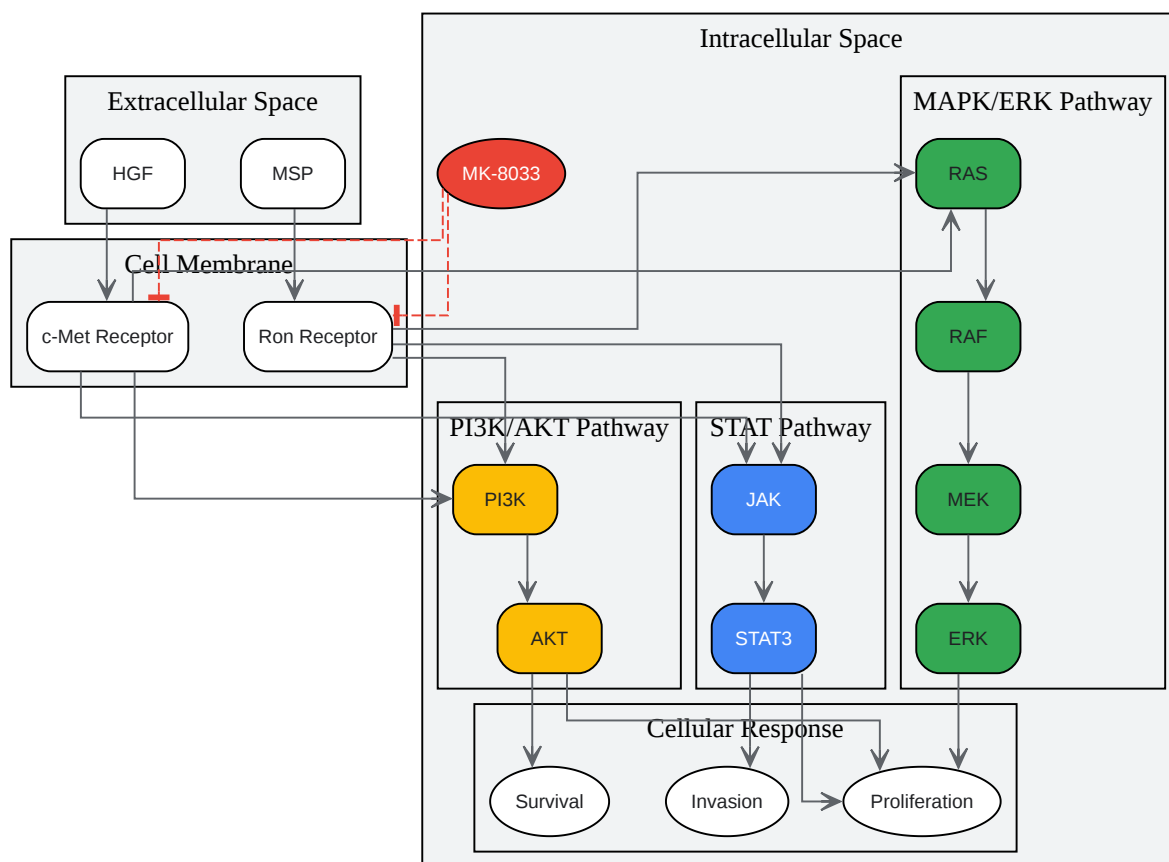 Intracellular Space
Extracellular Space
MAPK/ERK Pathway
HGF
MSP
MK-8033
RAS
Cell Membrane
c-Met Receptor
Ron Receptor
RAF
PI3K/AKT Pathway
STAT Pathway
PI3K
JAK
MEK
AKT
STAT3
ERK
Cellular Response
Survival
Invasion
Proliferation